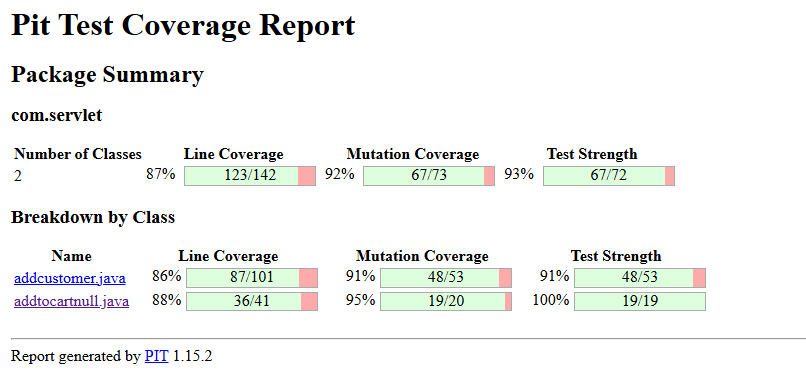 Pit Test Coverage Report
Package Summary
com.servlet
Number of Classes Line Coverage Mutation Coverage Test Strength
2 87% 123/142 92% 67/73 93% 67/72
Breakdown by Class
Name Line Coverage Mutation Coverage Test Strength
addcustomer.java 86% 87/101 91% 48/53 91% 48/53
addtocartnull.java 88% 36/41 95% 19/20 100% 19/19
Report generated by PIT 1.15.2